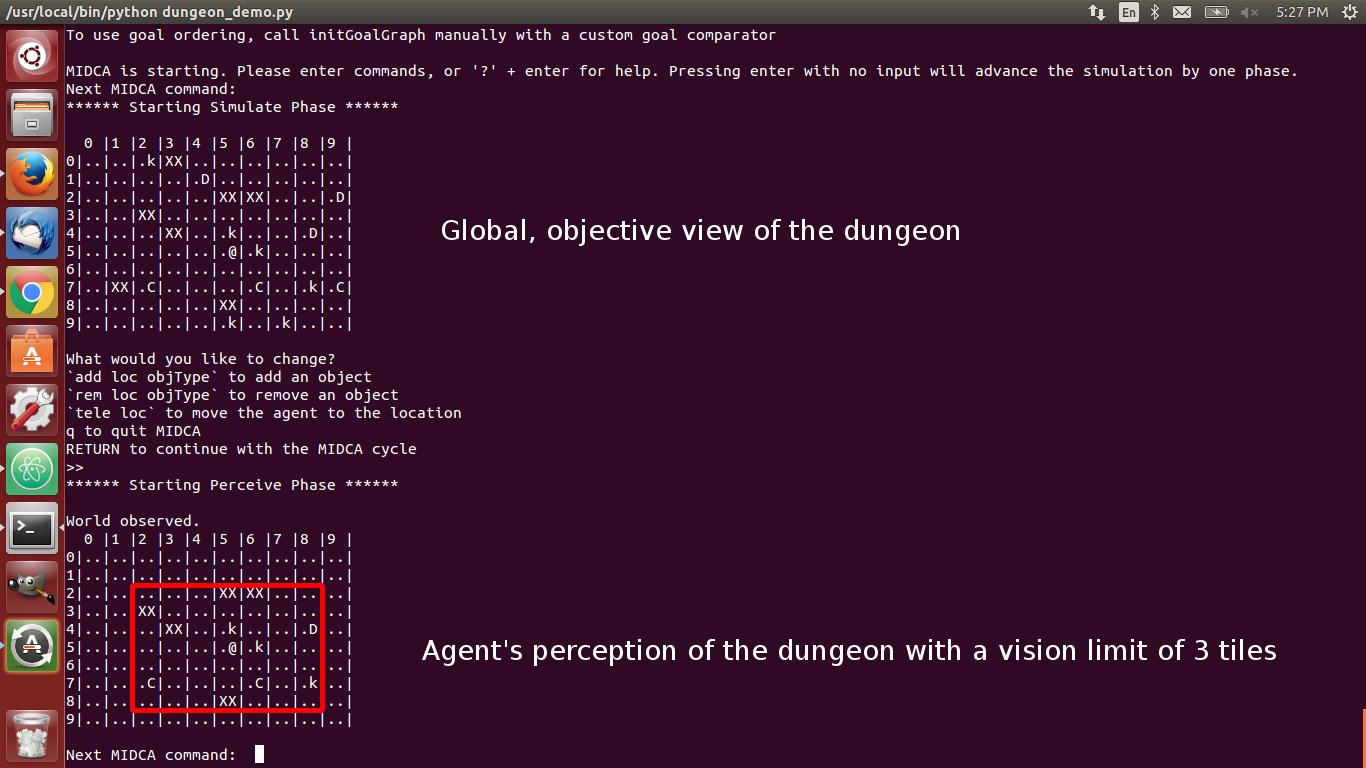 /usr/local/bin/python dungeon_demo.py
En
5:27 PM
To use goal ordering, call initGoalGraph manually with a custom goal comparator
MIDCA is starting. Please enter commands, or '?' + enter for help. Pressing enter with no input will advance the simulation by one phase.
Next MIDCA command:
****** Starting Simulate Phase ******
  0 |1 |2 |3 |4 |5 |6 |7 |8 |9 |
0|..|..|.k|XX|..|..|..|..|..|..|
1|..|..|..|..|.D|..|..|..|..|..|
2|..|..|..|..|..|XX|XX|..|..|.D|
3|..|..|XX|..|..|..|..|..|..|..|
4|..|..|..|XX|..|.k|..|..|.D|..|
5|..|..|..|..|..|.@|.k|..|..|..|
6|..|..|..|..|..|..|..|..|..|..|
7|..|XX|.C|..|..|..|.C|..|.k|.C|
8|..|..|..|..|..|XX|..|..|..|..|
9|..|..|..|..|..|.k|..|.k|..|..|
Global, objective view of the dungeon
What would you like to change?
`add loc objType` to add an object
`rem loc objType` to remove an object
`tele loc` to move the agent to the location
q to quit MIDCA
RETURN to continue with the MIDCA cycle
>>
****** Starting Perceive Phase ******
World observed.
  0 |1 |2 |3 |4 |5 |6 |7 |8 |9 |
0|..|..|..|..|..|..|..|..|..|..|
1|..|..|..|..|..|..|..|..|..|..|
2|..|..|..|..|..|XX|XX|..|..|..|
3|..|..|XX|..|..|..|..|..|..|..|
4|..|..|..|XX|..|.k|..|..|.D|..|
5|..|..|..|..|..|.@|.k|..|..|..|
6|..|..|..|..|..|..|..|..|..|..|
7|..|..|.C|..|..|..|.C|..|.k|..|
8|..|..|..|..|..|XX|..|..|..|..|
9|..|..|..|..|..|..|..|..|..|..|
Agent's perception of the dungeon with a vision limit of 3 tiles
Next MIDCA command: